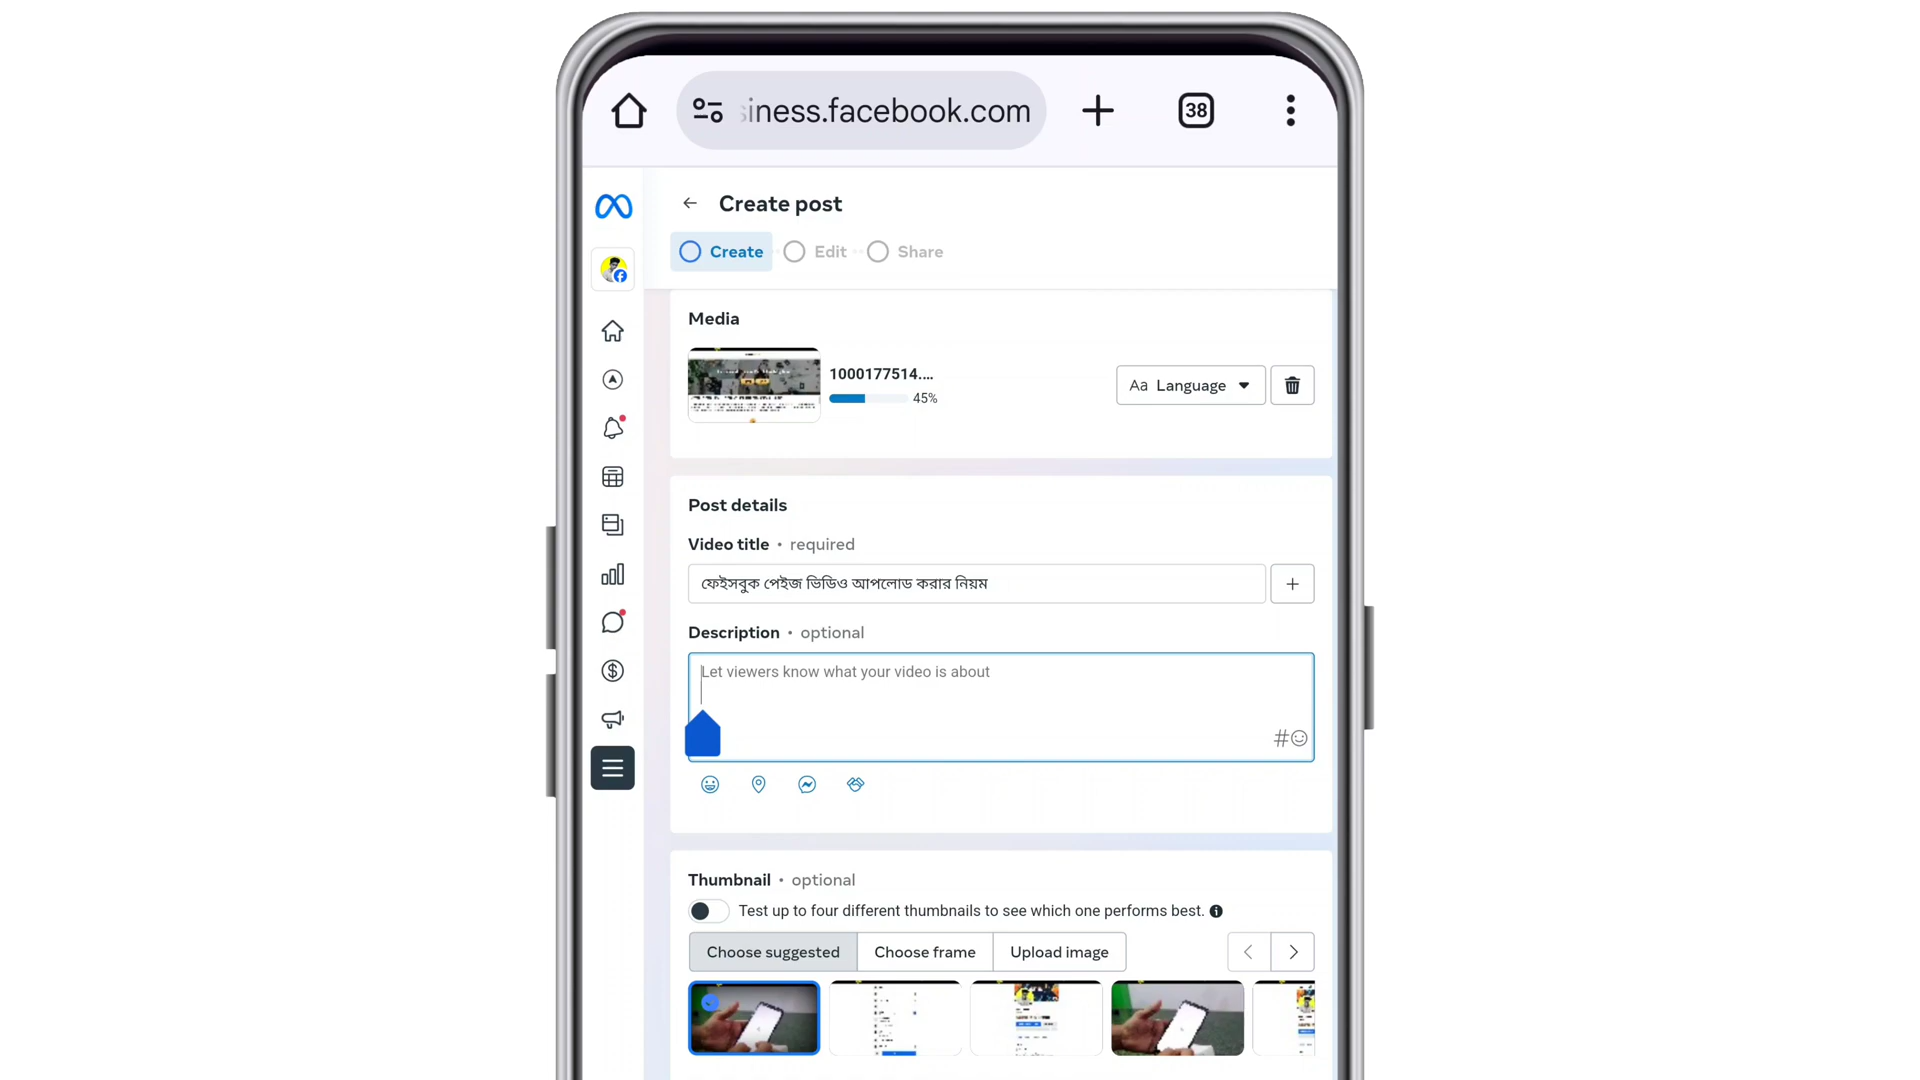 siness.facebook.com
38
Create post
Create
Edit
Share
Media
1000177514....
45%
Aa Language
Post details
Video title • required
ফেইসবুক পেইজ ভিডিও আপলোড করার নিয়ম
Description • optional
Let viewers know what your video is about
#
Thumbnail • optional
Test up to four different thumbnails to see which one performs best.
Choose suggested
Choose frame
Upload image